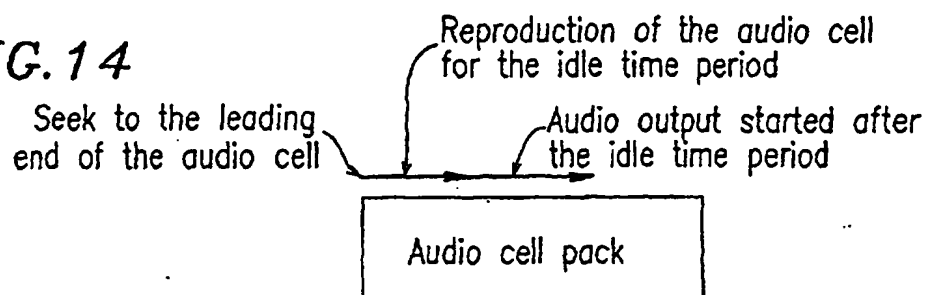 G. 14
Reproduction of the audio cell
for the idle time period
Seek to the leading
end of the audio cell
Audio output started after
the idle time period
Audio cell pack